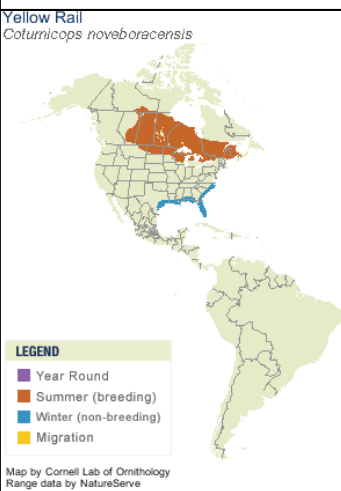 Yellow Rail
Coturnicops noveboracensis
LEGEND
Year Round
Summer (breeding)
Winter (non-breeding)
Migration
Map by Cornell Lab of Ornithology
Range data by NatureServe